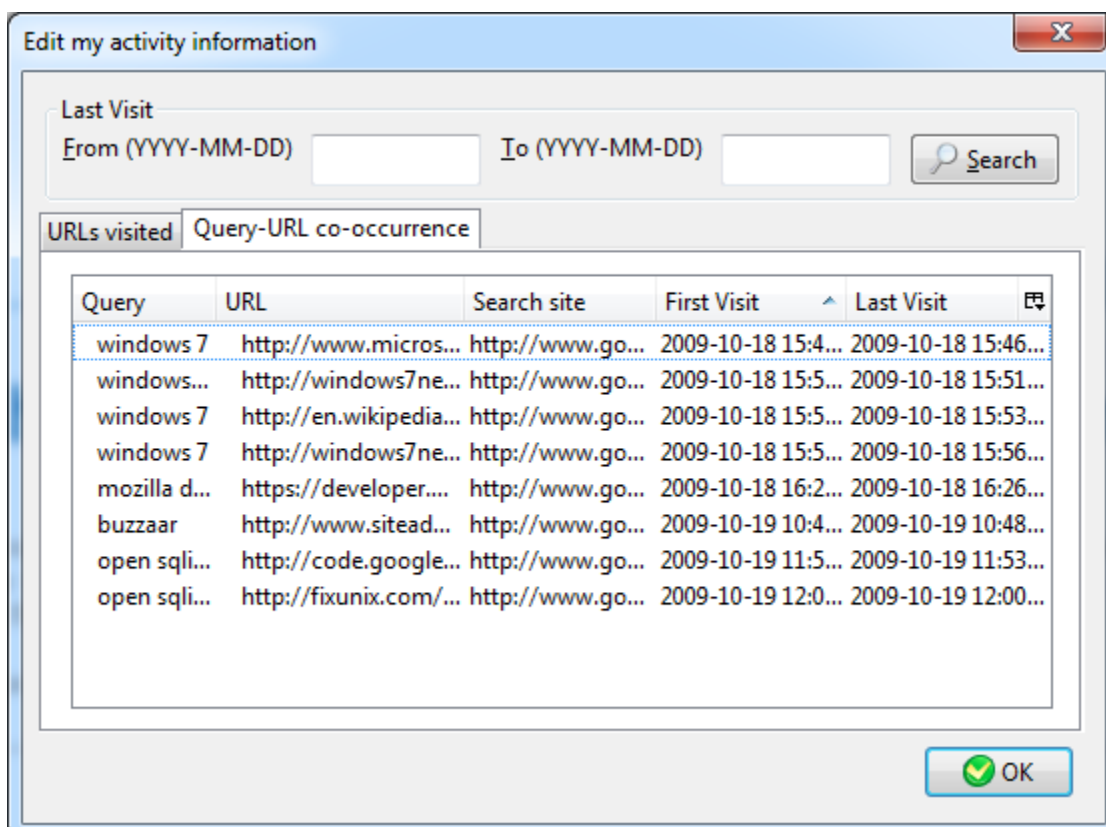 Edit my activity information
Last Visit
From (YYYY-MM-DD) To (YYYY-MM-DD) Search
URLs visited Query-URL co-occurrence
Query URL Search site First Visit Last Visit
windows 7 http://www.micros... http://www.go... 2009-10-18 15:4... 2009-10-18 15:46...
windows... http://windows7ne... http://www.go... 2009-10-18 15:5... 2009-10-18 15:51...
windows 7 http://en.wikipedia... http://www.go... 2009-10-18 15:5... 2009-10-18 15:53...
windows 7 http://windows7ne... http://www.go... 2009-10-18 15:5... 2009-10-18 15:56...
mozilla d... https://developer.... http://www.go... 2009-10-18 16:2... 2009-10-18 16:26...
buzzaar http://www.sitead... http://www.go... 2009-10-19 10:4... 2009-10-19 10:48...
open sqli... http://code.google... http://www.go... 2009-10-19 11:5... 2009-10-19 11:53...
open sqli... http://fixunix.com/... http://www.go... 2009-10-19 12:0... 2009-10-19 12:00...
OK